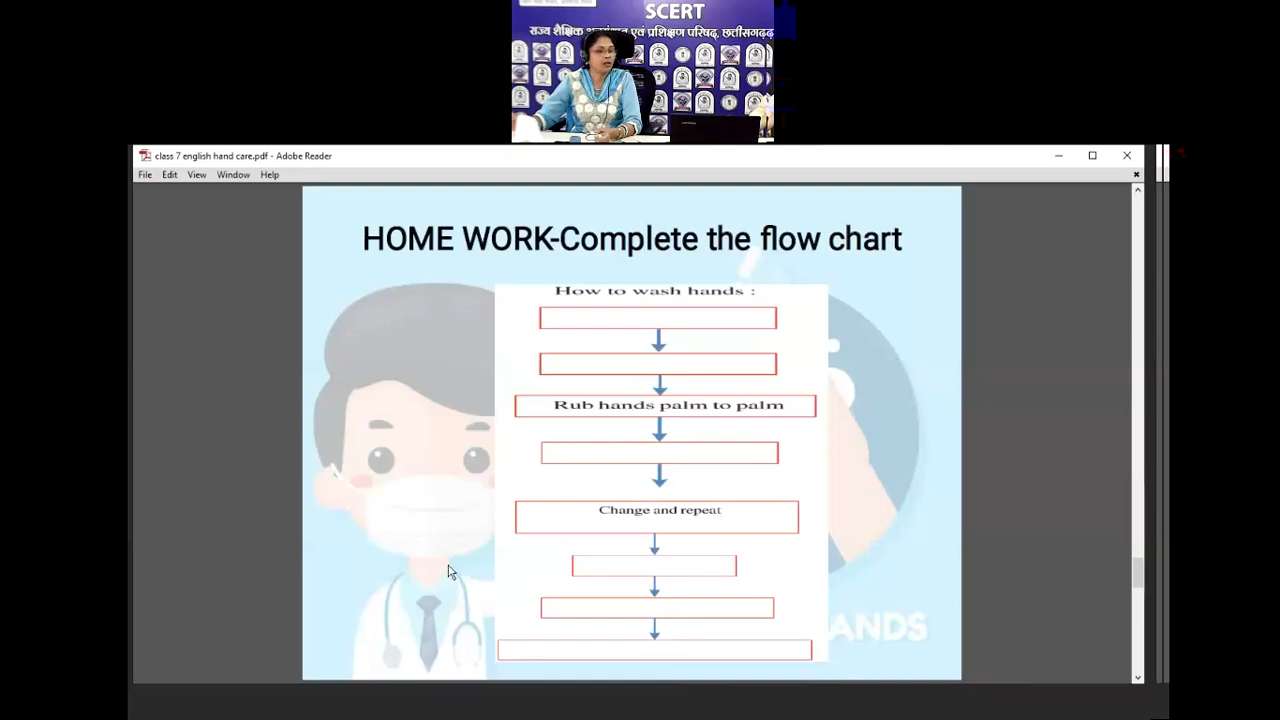 SCERT
राज्य शैक्षिक अनुसंधान एवं प्रशिक्षण परिषद, छत्तीसगढ़
class 7 english hand care.pdf - Adobe Reader
File Edit View Window Help
HOME WORK-Complete the flow chart
How to wash hands :
Rub hands palm to palm
Change and repeat
ANDS